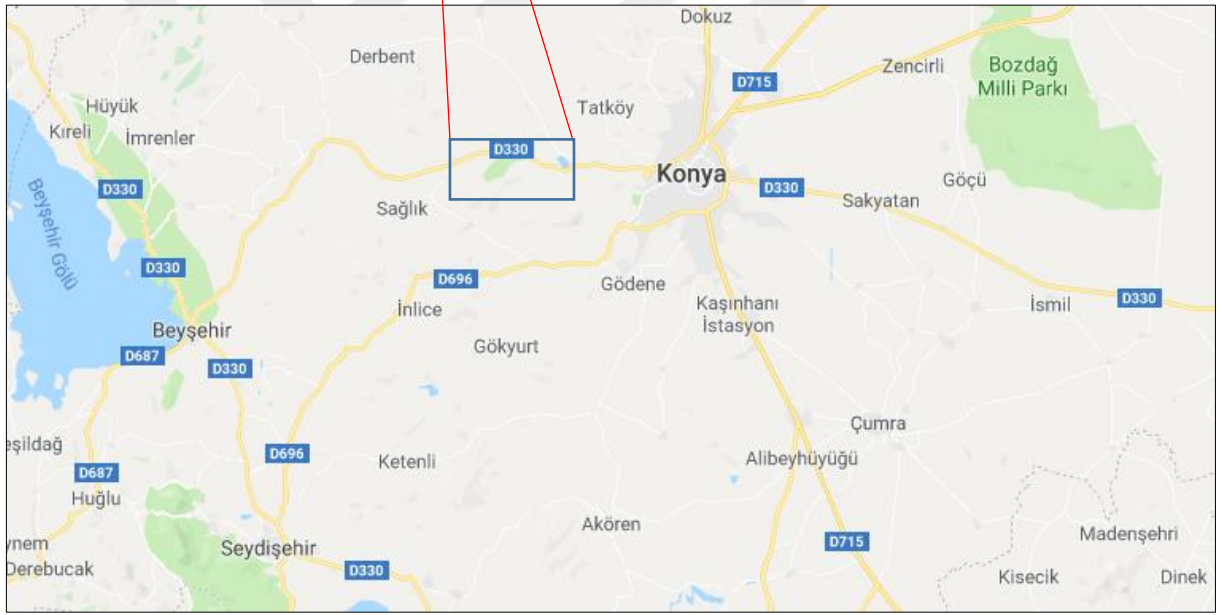 Dokuz
Derbent
D715
Zencirli
Bozdağ
Milli Parkı
Hüyük
Kıreli
İmrenler
Tatköy
D330
Konya
D330
D330
Göçü
Sakyatan
Sağlık
Beyşehir Gölü
D330
D696
Gödene
Kaşınhanı
İstasyon
İsmil
D330
İnlice
Beyşehir
Gökyurt
D687
D330
Çumra
eşildağ
D696
Ketenli
Alibeyhüyüğü
D687
Huğlu
Akören
Madenşehri
ynem
Derebucak
Seydişehir
D330
D715
Kisecik
Dinek